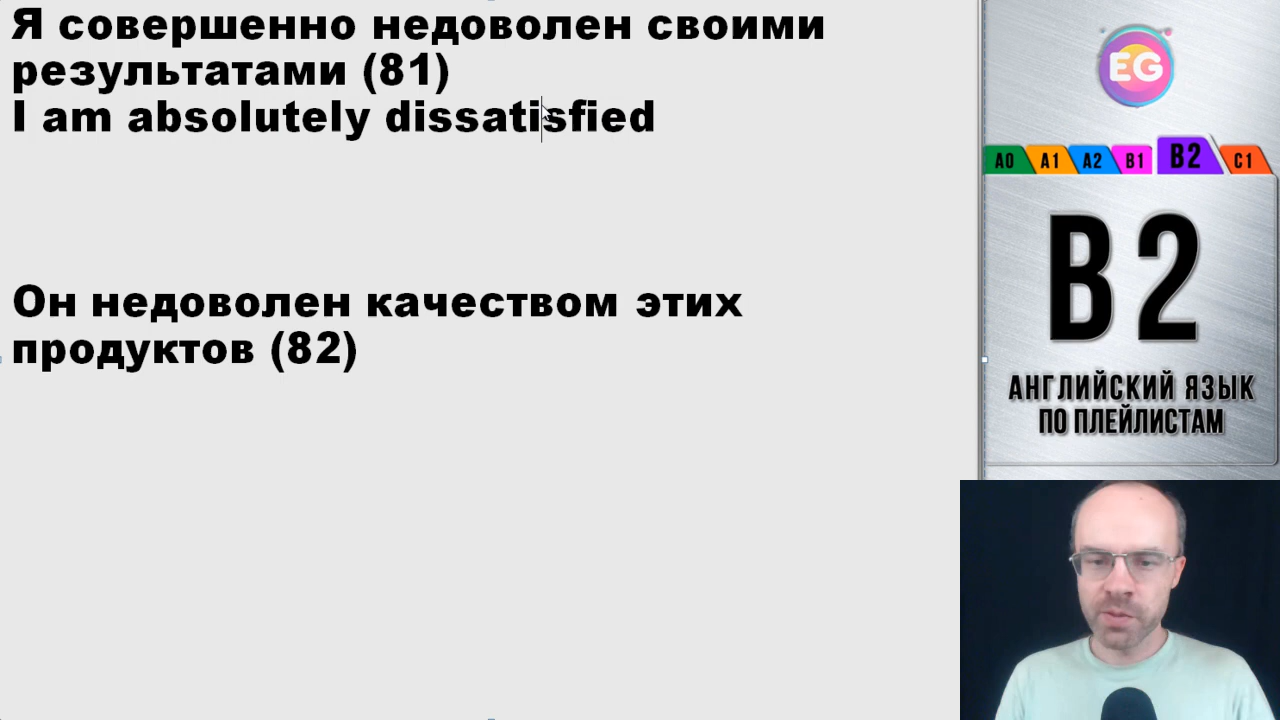 Я совершенно недоволен своими
результатами (81)
I am absolutely dissatisfied
Он недоволен качеством этих
продуктов (82)
EG
A0 A1 A2 B1 B2 C1
B2
АНГЛИЙСКИЙ ЯЗЫК
ПО ПЛЕЙЛИСТАМ